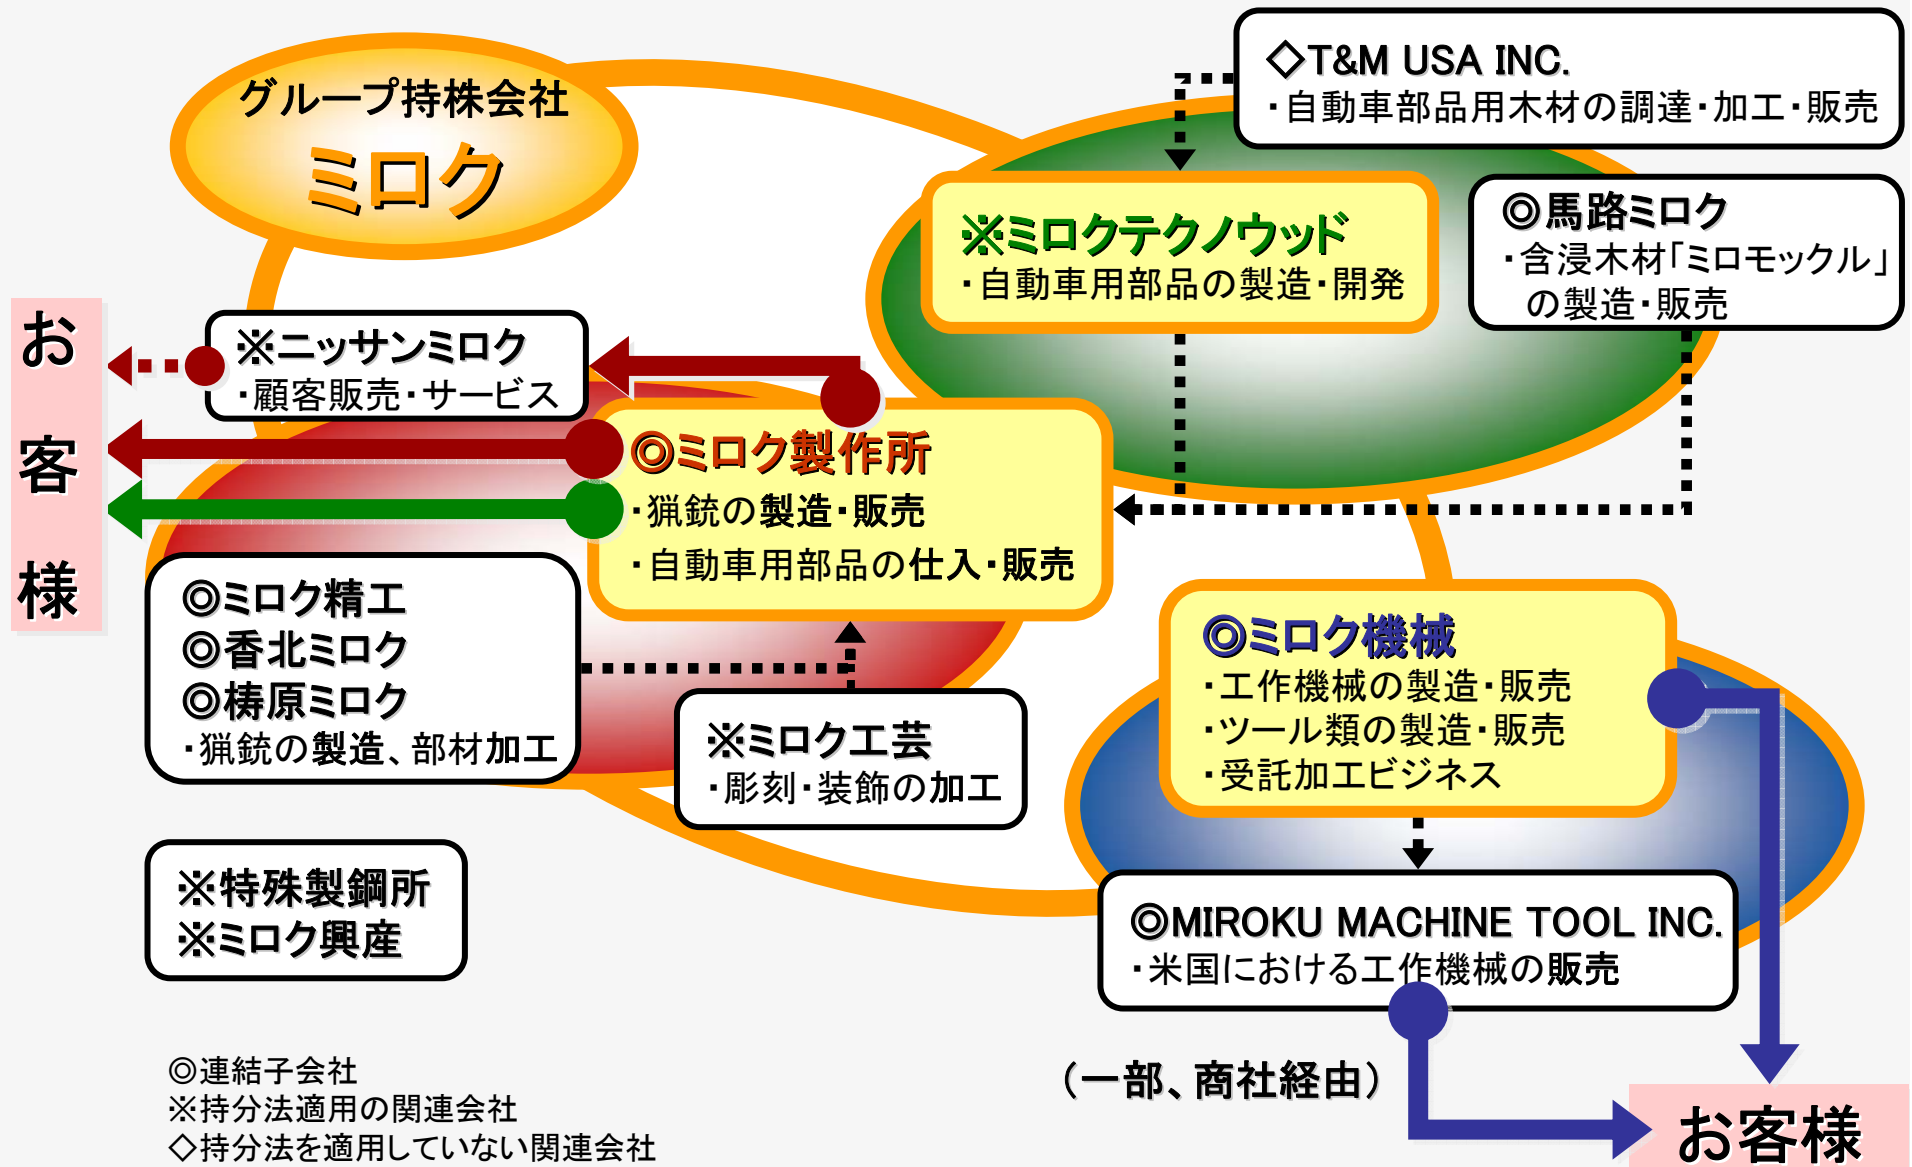 グループ持株会社
ミロク
◇T&M USA INC.
・自動車部品用木材の調達・加工・販売
※ミロクテクノウッド
・自動車用部品の製造・開発
◎馬路ミロク
・含浸木材「ミロモックル」
の製造・販売
お客様
※ニッサンミロク
・顧客販売・サービス
◎ミロク製作所
・猟銃の製造・販売
・自動車用部品の仕入・販売
◎ミロク精工
◎香北ミロク
◎梼原ミロク
・猟銃の製造、部材加工
※ミロク工芸
・彫刻・装飾の加工
◎ミロク機械
・工作機械の製造・販売
・ツール類の製造・販売
・受託加工ビジネス
※特殊製鋼所
※ミロク興産
◎MIROKU MACHINE TOOL INC.
・米国における工作機械の販売
(一部、商社経由)
お客様
◎連結子会社
※持分法適用の関連会社
◇持分法を適用していない関連会社